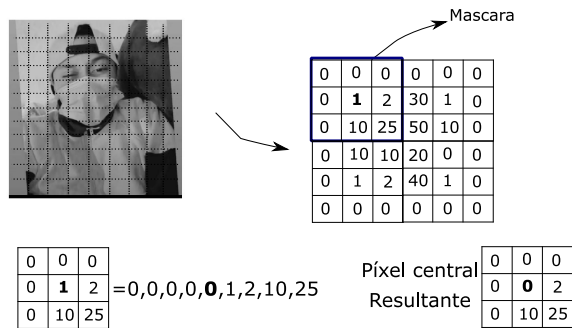 Mascara
0 0 0 0 0 0
0 1 2 30 1 0
0 10 25 50 10 0
0 10 10 20 0 0
0 1 2 40 1 0
0 0 0 0 0 0
0 0 0
0 1 2
0 10 25
=0,0,0,0,0,1,2,10,25
Píxel central
Resultante
0 0 0
0 0 2
0 10 25